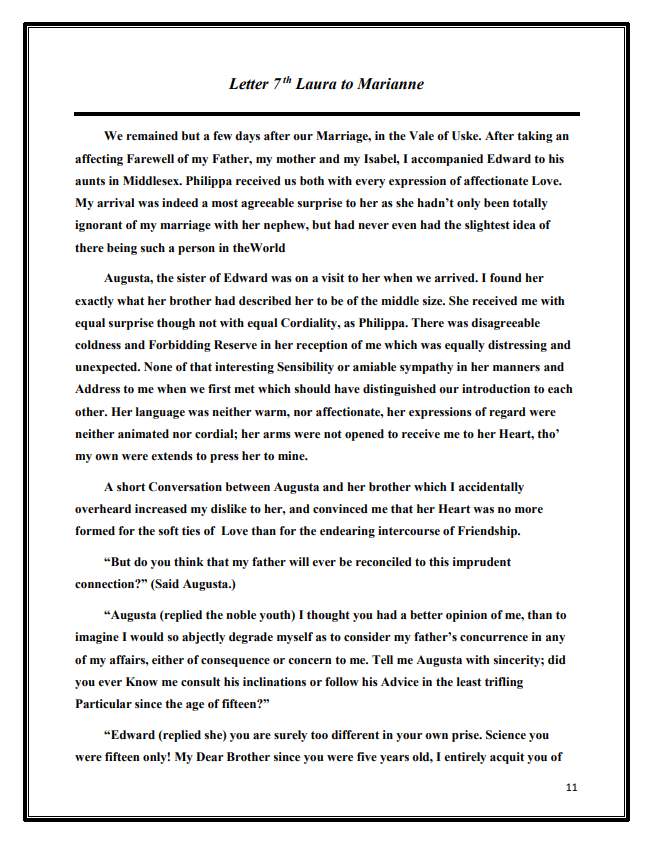 Letter 7th Laura to Marianne
We remained but a few days after our Marriage, in the Vale of Uske. After taking an
affecting Farewell of my Father, my mother and my Isabel, I accompanied Edward to his
aunts in Middlesex. Philippa received us both with every expression of affectionate Love.
My arrival was indeed a most agreeable surprise to her as she hadn't only been totally
ignorant of my marriage with her nephew, but had never even had the slightest idea of
there being such a person in theWorld
Augusta, the sister of Edward was on a visit to her when we arrived. I found her
exactly what her brother had described her to be of the middle size. She received me with
equal surprise though not with equal Cordiality, as Philippa. There was disagreeable
coldness and Forbidding Reserve in her reception of me which was equally distressing and
unexpected. None of that interesting Sensibility or amiable sympathy in her manners and
Address to me when we first met which should have distinguished our introduction to each
other. Her language was neither warm, nor affectionate, her expressions of regard were
neither animated nor cordial; her arms were not opened to receive me to her Heart, tho'
my own were extends to press her to mine.
A short Conversation between Augusta and her brother which I accidentally
overheard increased my dislike to her, and convinced me that her Heart was no more
formed for the soft ties of  Love than for the endearing intercourse of Friendship.
“But do you think that my father will ever be reconciled to this imprudent
connection?” (Said Augusta.)
“Augusta (replied the noble youth) I thought you had a better opinion of me, than to
imagine I would so abjectly degrade myself as to consider my father's concurrence in any
of my affairs, either of consequence or concern to me. Tell me Augusta with sincerity; did
you ever Know me consult his inclinations or follow his Advice in the least trifling
Particular since the age of fifteen?”
“Edward (replied she) you are surely too different in your own prise. Science you
were fifteen only! My Dear Brother since you were five years old, I entirely acquit you of
11